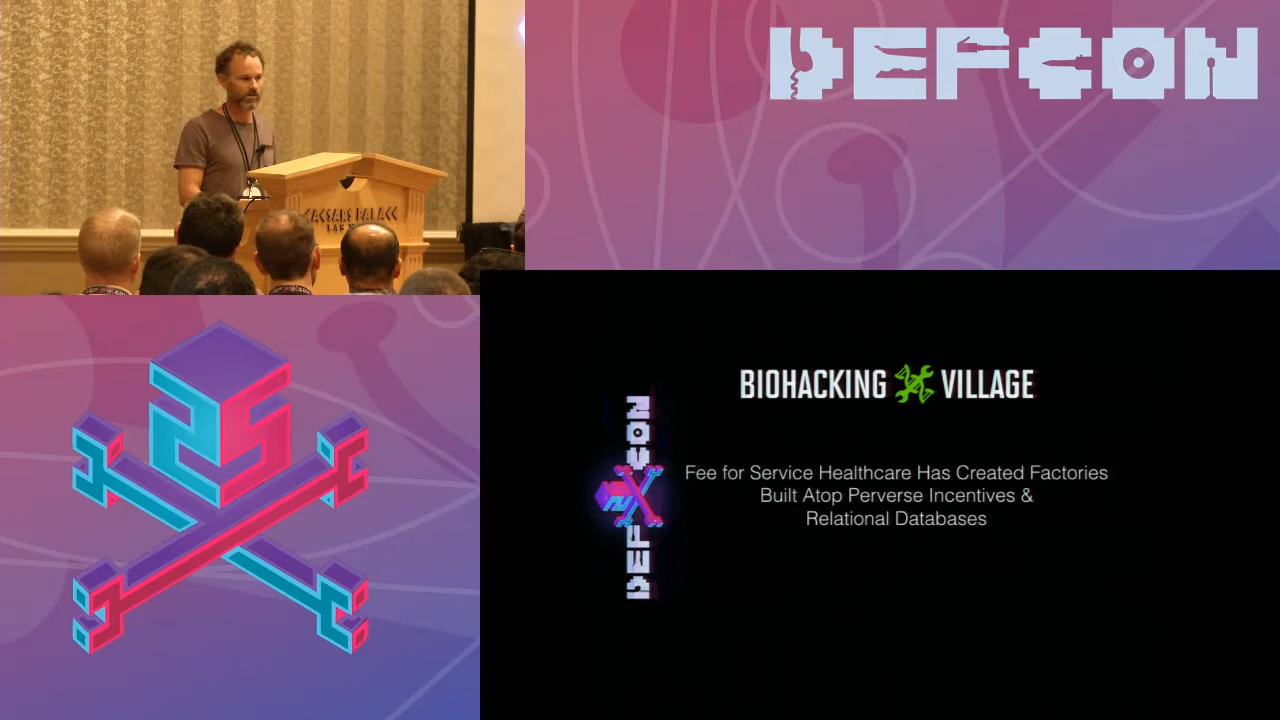 DEFCON
CAESARS PALACE
BIOHACKING VILLAGE
DEFCON
Fee for Service Healthcare Has Created Factories
Built Atop Perverse Incentives &
Relational Databases
25